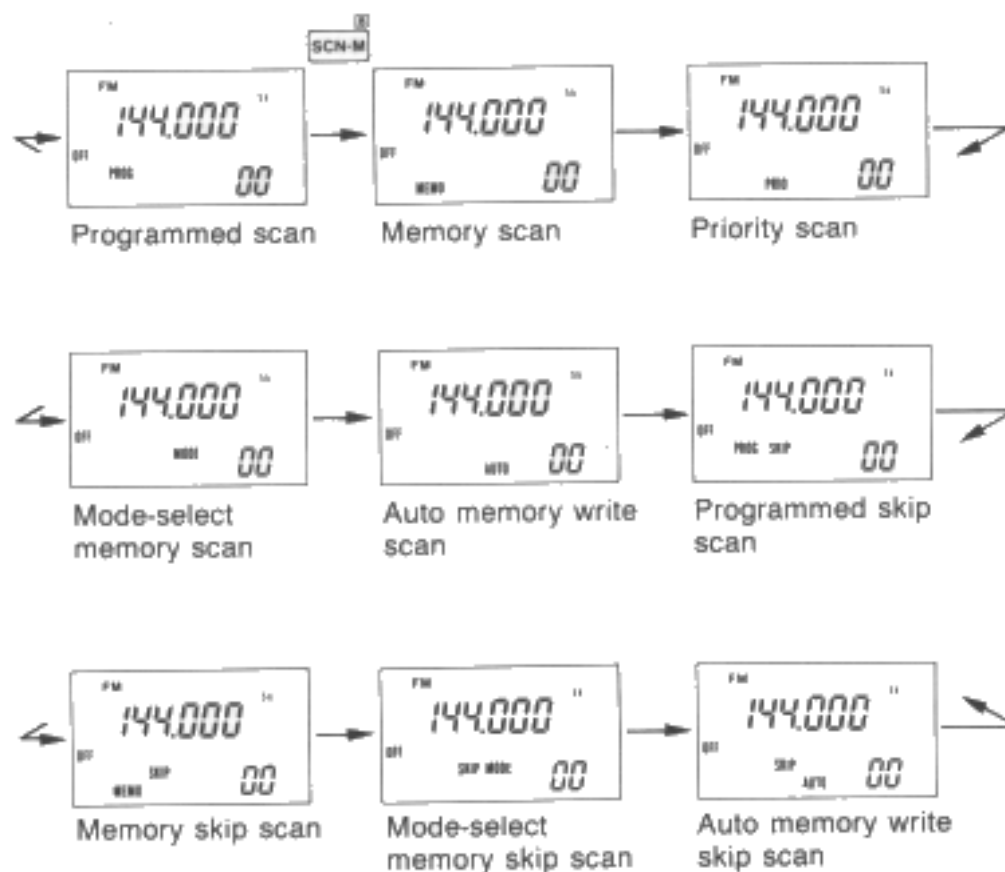 8
SCN-M
FM
144.000
OFF
PROG
00
Programmed scan
FM
144.000
OFF
MEMO
00
Memory scan
FM
144.000
OFF
PRIO
00
Priority scan
FM
144.000
OFF
MODE
00
Mode-select
memory scan
FM
144.000
OFF
AUTO
00
Auto memory write
scan
FM
144.000
OFF
PROG SKIP
00
Programmed skip
scan
FM
144.000
OFF
SKIP
MEMO
00
Memory skip scan
FM
144.000
OFF
SKIP MODE
00
Mode-select
memory skip scan
FM
144.000
OFF
SKIP
AUTO
00
Auto memory write
skip scan